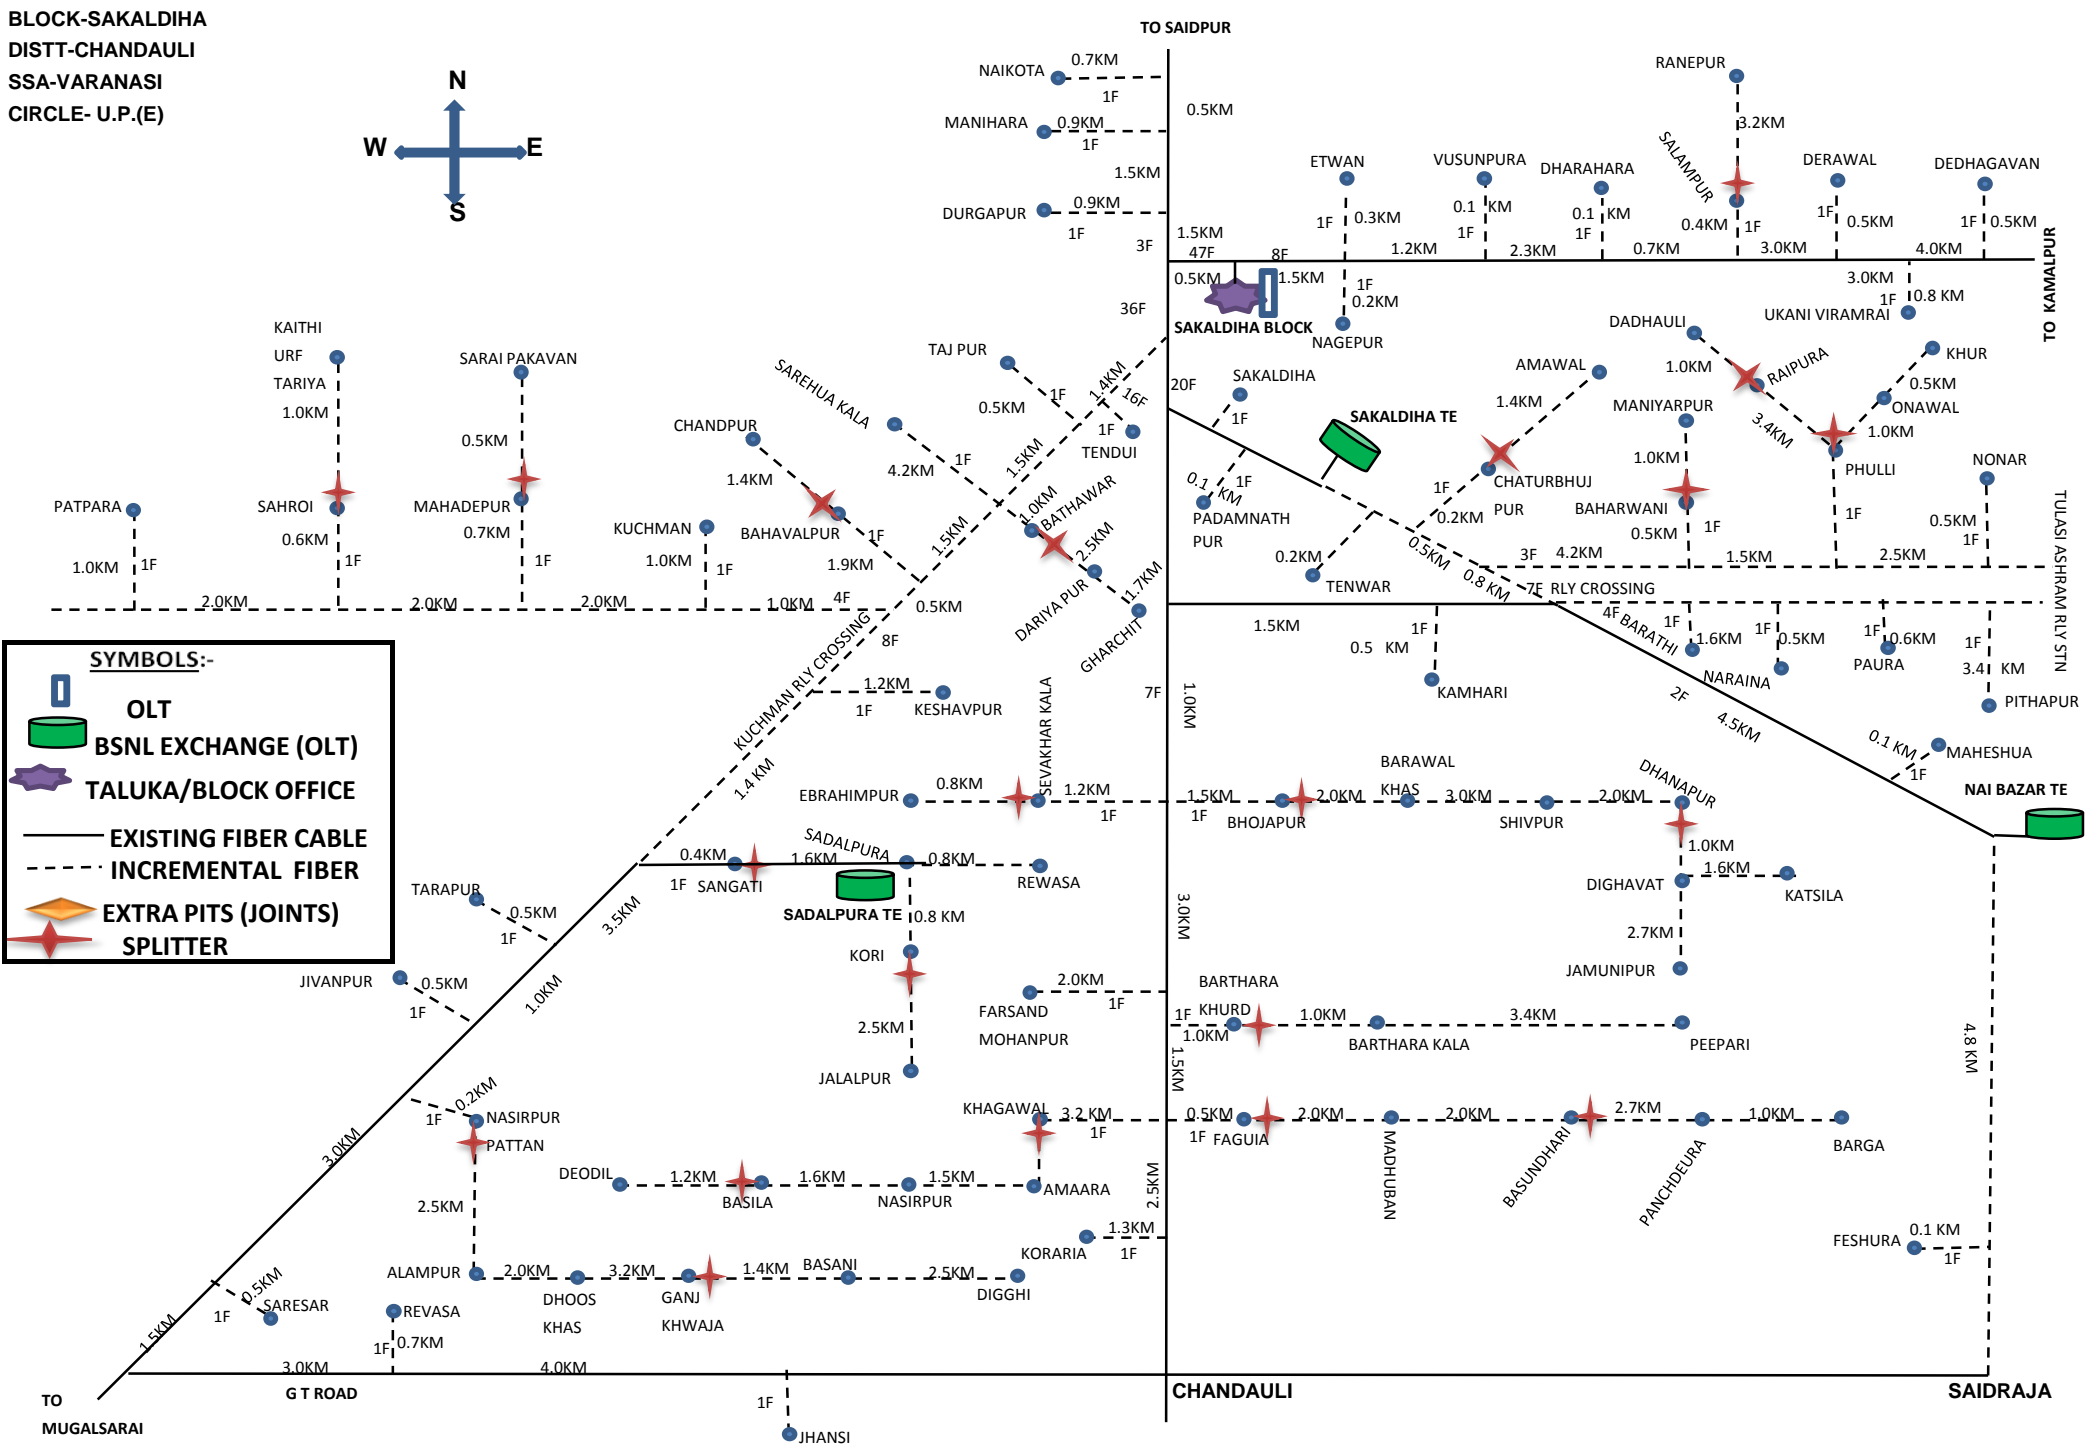 BLOCK-SAKALDIHA
DISTT-CHANDAULI
SSA-VARANASI
CIRCLE- U.P.(E)
N
W
E
S
TO SAIDPUR
NAIKOTA
0.7KM
1F
0.5KM
MANIHARA
0.9KM
1F
1.5KM
DURGAPUR
0.9KM
1F
3F
1.5KM
47F
8F
0.5KM
1.5KM
36F
SAKALDIHA BLOCK
ETWAN
1F
0.3KM
1.2KM
VUSUNPURA
0.1 KM
1F
2.3KM
DHARAHARA
0.1 KM
1F
0.7KM
RANEPUR
3.2KM
SALAMPUR
0.4KM
1F
3.0KM
DERAWAL
1F
0.5KM
4.0KM
DEDHAGAVAN
1F
0.5KM
TO KAMALPUR
1F
0.2KM
NAGEPUR
3.0KM
1F
0.8 KM
UKANI VIRAMRAI
DADHAULI
1.0KM
RAIPURA
3.4KM
KHUR
0.5KM
ONAWAL
1.0KM
PHULLI
1F
AMAWAL
1.4KM
CHATURBHUJ
PUR
1F
0.2KM
MANIYARPUR
1.0KM
BAHARWANI
0.5KM
1F
NONAR
0.5KM
1F
TULASI ASHRAM RLY STN
20F
SAKALDIHA
1F
SAKALDIHA TE
0.1 KM
1F
PADAMNATH
PUR
0.2KM
TENWAR
0.5KM
0.8 KM
3F
4.2KM
1.5KM
2.5KM
7F
RLY CROSSING
4F
BARATHI
1F
1.6KM
1F
0.5KM
NARAINA
1F
0.6KM
PAURA
1F
3.4 KM
PITHAPUR
1.5KM
1F
0.5 KM
KAMHARI
2F
4.5KM
0.1 KM
1F
MAHESHUA
NAI BAZAR TE
KAITHI
URF
TARIYA
1.0KM
SAHROI
0.6KM
1F
SARAI PAKAVAN
0.5KM
MAHADEPUR
0.7KM
1F
PATPARA
1.0KM
1F
KUCHMAN
1.0KM
1F
CHANDPUR
1.4KM
BAHAVALPUR
1F
1.9KM
SAREHUA KALA
4.2KM
1F
TAJ PUR
0.5KM
1F
1.4KM
16F
1F
TENDUI
1.5KM
1.0KM
BATHAWAR
2.5KM
DARIYA PUR
1.7KM
GHARCHIT
1.5KM
2.0KM
2.0KM
2.0KM
1.0KM
4F
0.5KM
8F
KUCHMAN RLY CROSSING
1.2KM
1F
KESHAVPUR
1.4 KM
SYMBOLS:-
OLT
BSNL EXCHANGE (OLT)
TALUKA/BLOCK OFFICE
EXISTING FIBER CABLE
INCREMENTAL FIBER
EXTRA PITS (JOINTS)
SPLITTER
7F
1.0KM
EBRAHIMPUR
0.8KM
SEVAKHAR KALA
1.2KM
1F
1.5KM
1F
BHOJAPUR
2.0KM
BARAWAL
KHAS
3.0KM
SHIVPUR
2.0KM
DHANAPUR
1.0KM
DIGHAVAT
1.6KM
KATSILA
2.7KM
JAMUNIPUR
0.4KM
1F
SANGATI
1.6KM
SADALPURA
0.8KM
REWASA
SADALPURA TE
0.8 KM
KORI
2.5KM
JALALPUR
3.0KM
TARAPUR
0.5KM
1F
3.5KM
JIVANPUR
0.5KM
1F
1.0KM
FARSAND
MOHANPUR
2.0KM
1F
BARTHARA
KHURD
1F
1.0KM
1.0KM
BARTHARA KALA
3.4KM
PEEPARI
1.5KM
4.8 KM
0.2KM
1F
NASIRPUR
PATTAN
2.5KM
3.0KM
KHAGAWAL
3.2 KM
1F
0.5KM
1F
FAGUIA
2.0KM
MADHUBAN
2.0KM
BASUNDHARI
2.7KM
PANCHDEURA
1.0KM
BARGA
DEODIL
1.2KM
BASILA
1.6KM
NASIRPUR
1.5KM
AMAARA
2.5KM
KORARIA
1.3KM
1F
FESHURA
0.1 KM
1F
ALAMPUR
2.0KM
DHOOS
KHAS
3.2KM
GANJ
KHWAJA
1.4KM
BASANI
2.5KM
DIGGHI
0.5KM
1F
SARESAR
REVASA
1F
0.7KM
1.5KM
3.0KM
4.0KM
G T ROAD
CHANDAULI
SAIDRAJA
TO
MUGALSARAI
1F
JHANSI